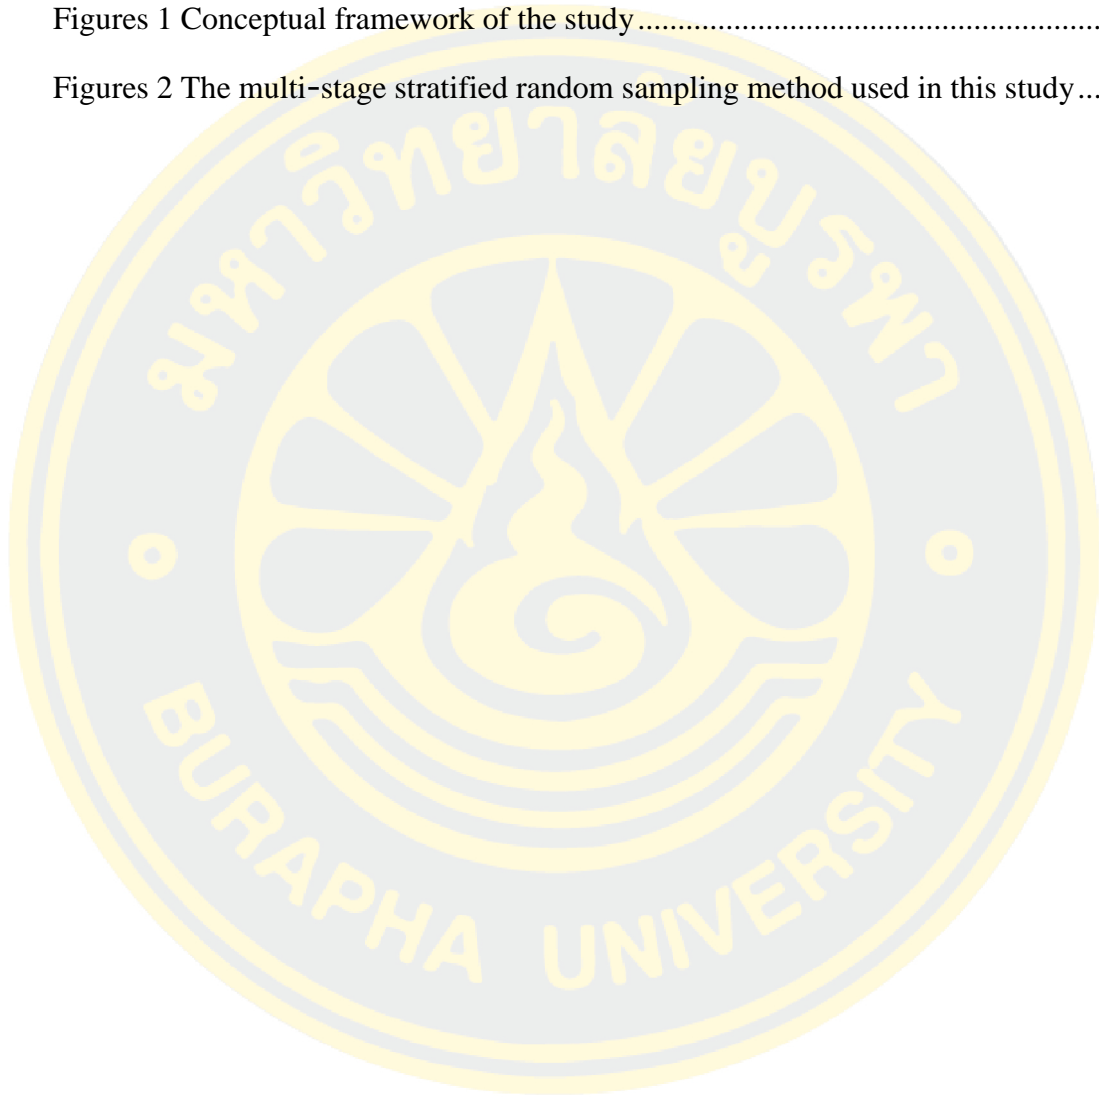 Figures 1 Conceptual framework of the study..........................................................
Figures 2 The multi-stage stratified random sampling method used in this study...
มหาวิทยาลัยบูรพา
BURAPHA UNIVERSITY